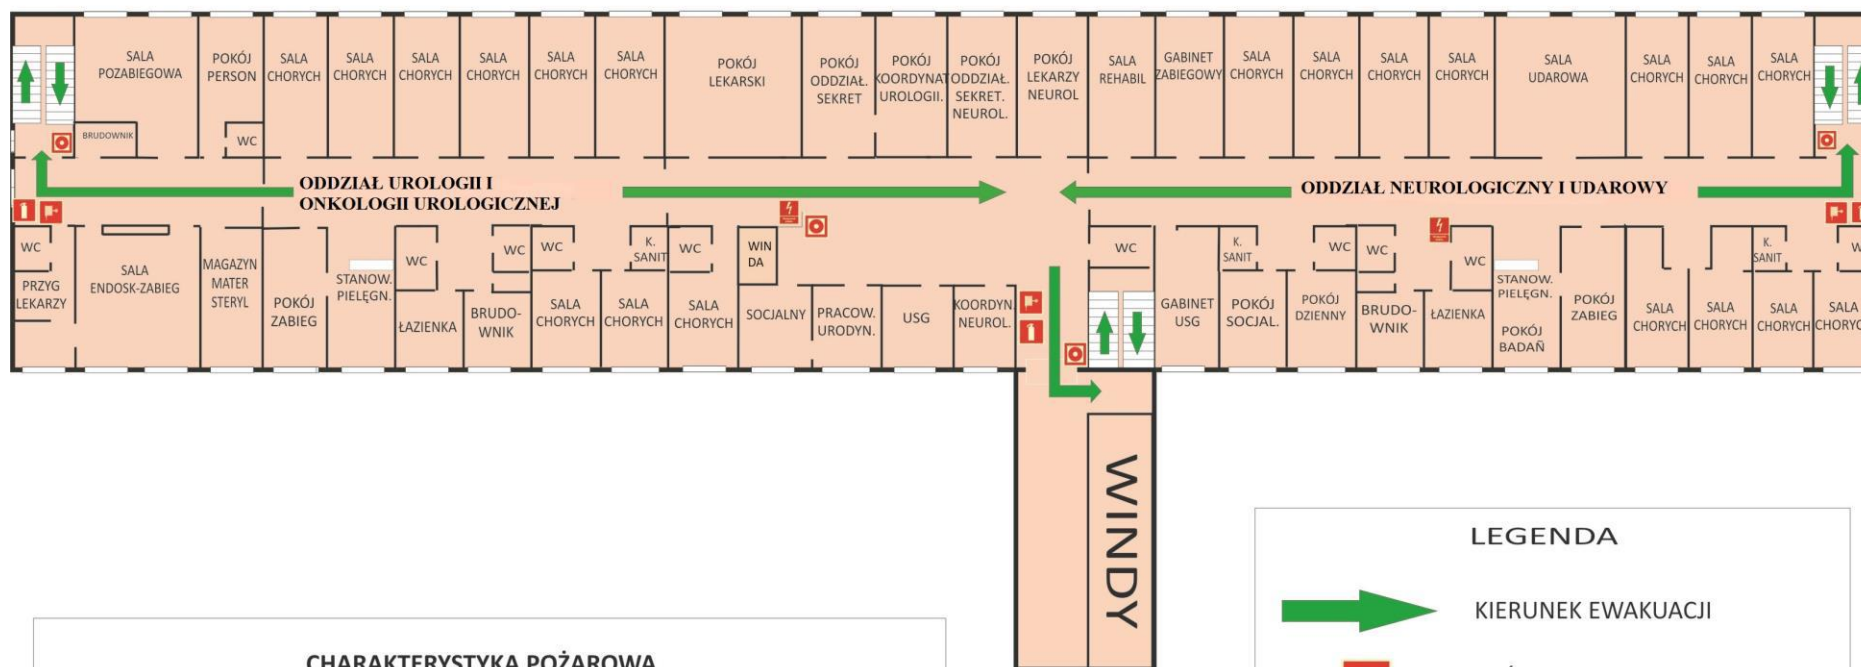 SALA
POZABIEGOWA
POKÓJ
PERSON
SALA
CHORYCH
SALA
CHORYCH
SALA
CHORYCH
SALA
CHORYCH
SALA
CHORYCH
SALA
CHORYCH
POKÓJ
LEKARSKI
POKÓJ
ODDZIAŁ.
SEKRET
POKÓJ
KOORDYNAT
UROLOGII.
POKÓJ
ODDZIAŁ.
SEKRET.
NEUROL.
POKÓJ
LEKARZY
NEUROL
SALA
REHABIL
GABINET
ZABIEGOWY
SALA
CHORYCH
SALA
CHORYCH
SALA
CHORYCH
SALA
CHORYCH
SALA
UDAROWA
SALA
CHORYCH
SALA
CHORYCH
SALA
CHORYCH
BRUDOWNIK
WC
ODDZIAŁ UROLOGII I
ONKOLOGII UROLOGICZNEJ
ODDZIAŁ NEUROLOGICZNY I UDAROWY
WC
PRZYG
LEKARZY
SALA
ENDOSK-ZABIEG
MAGAZYN
MATER
STERYL
POKÓJ
ZABIEG
STANOW.
PIELĘGN.
WC
ŁAZIENKA
WC
BRUDO-
WNIK
WC
SALA
CHORYCH
K.
SANIT
SALA
CHORYCH
WC
SALA
CHORYCH
WIN
DA
SOCJALNY
PRACOW.
URODYN.
USG
KOORDYN
NEUROL.
WC
GABINET
USG
K.
SANIT
POKÓJ
SOCJAL.
WC
POKÓJ
DZIENNY
WC
BRUDO-
WNIK
WC
ŁAZIENKA
STANOW.
PIELĘGN.
POKÓJ
BADAŃ
POKÓJ
ZABIEG
SALA
CHORYCH
SALA
CHORYCH
K.
SANIT
SALA
CHORYCH
SALA
CHORYC
WINDY
LEGENDA
KIERUNEK EWAKUACJI
CHARAKTERYSTYKA POŻAROWA